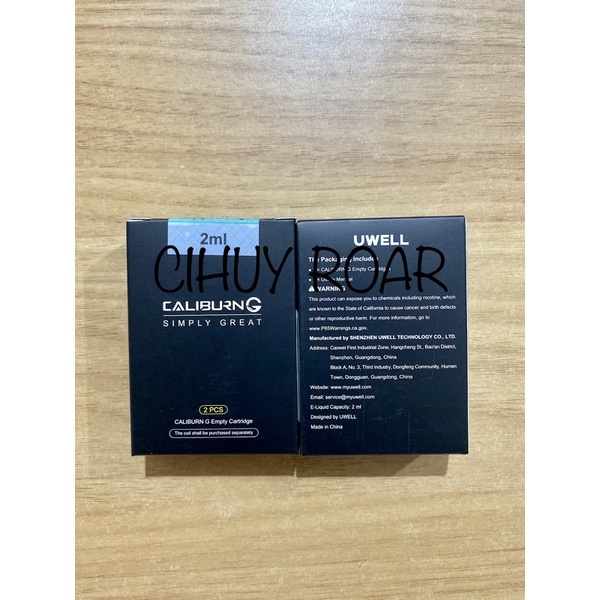 CIHUY ROAR
2ml
CALIBURN G
SIMPLY GREAT
2 PCS
CALIBURN G Empty Cartridge
The coil shall be purchased separately
UWELL
The Packaging Includes
CALIBURN G Empty Cartridge
Manual
WARNING
This product can expose you to chemicals including nicotine, which
are known to the State of California to cause cancer and birth defects
or other reproductive harm. For more information, go to
www.P65Warnings.ca.gov.
Manufactured by SHENZHEN UWELL TECHNOLOGY CO., LTD.
Address: Caowei First Industrial Zone, Hangcheng St., Bao'an District,
Shenzhen, Guangdong, China
Block A, No. 3, Third Industry, Dongfeng Community, Humen
Town, Dongguan, Guangdong, China
Website: www.myuwell.com
Email: service@myuwell.com
E-Liquid Capacity: 2 ml
Designed by UWELL
Made in China